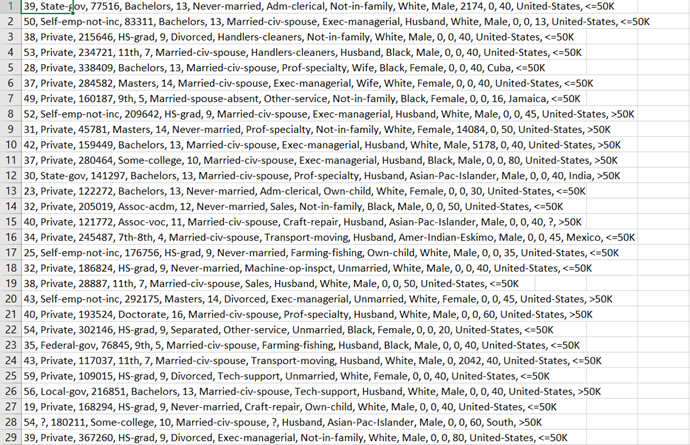 1 39, State-gov, 77516, Bachelors, 13, Never-married, Adm-clerical, Not-in-family, White, Male, 2174, 0, 40, United-States, <=50K
2 50, Self-emp-not-inc, 83311, Bachelors, 13, Married-civ-spouse, Exec-managerial, Husband, White, Male, 0, 0, 13, United-States, <=50K
3 38, Private, 215646, HS-grad, 9, Divorced, Handlers-cleaners, Not-in-family, White, Male, 0, 0, 40, United-States, <=50K
4 53, Private, 234721, 11th, 7, Married-civ-spouse, Handlers-cleaners, Husband, Black, Male, 0, 0, 40, United-States, <=50K
5 28, Private, 338409, Bachelors, 13, Married-civ-spouse, Prof-specialty, Wife, Black, Female, 0, 0, 40, Cuba, <=50K
6 37, Private, 284582, Masters, 14, Married-civ-spouse, Exec-managerial, Wife, White, Female, 0, 0, 40, United-States, <=50K
7 49, Private, 160187, 9th, 5, Married-spouse-absent, Other-service, Not-in-family, Black, Female, 0, 0, 16, Jamaica, <=50K
8 52, Self-emp-not-inc, 209642, HS-grad, 9, Married-civ-spouse, Exec-managerial, Husband, White, Male, 0, 0, 45, United-States, >50K
9 31, Private, 45781, Masters, 14, Never-married, Prof-specialty, Not-in-family, White, Female, 14084, 0, 50, United-States, >50K
10 42, Private, 159449, Bachelors, 13, Married-civ-spouse, Exec-managerial, Husband, White, Male, 5178, 0, 40, United-States, >50K
11 37, Private, 280464, Some-college, 10, Married-civ-spouse, Exec-managerial, Husband, Black, Male, 0, 0, 80, United-States, >50K
12 30, State-gov, 141297, Bachelors, 13, Married-civ-spouse, Prof-specialty, Husband, Asian-Pac-Islander, Male, 0, 0, 40, India, >50K
13 23, Private, 122272, Bachelors, 13, Never-married, Adm-clerical, Own-child, White, Female, 0, 0, 30, United-States, <=50K
14 32, Private, 205019, Assoc-acdm, 12, Never-married, Sales, Not-in-family, Black, Male, 0, 0, 50, United-States, <=50K
15 40, Private, 121772, Assoc-voc, 11, Married-civ-spouse, Craft-repair, Husband, Asian-Pac-Islander, Male, 0, 0, 40, ?, >50K
16 34, Private, 245487, 7th-8th, 4, Married-civ-spouse, Transport-moving, Husband, Amer-Indian-Eskimo, Male, 0, 0, 45, Mexico, <=50K
17 25, Self-emp-not-inc, 176756, HS-grad, 9, Never-married, Farming-fishing, Own-child, White, Male, 0, 0, 35, United-States, <=50K
18 32, Private, 186824, HS-grad, 9, Never-married, Machine-op-inspct, Unmarried, White, Male, 0, 0, 40, United-States, <=50K
19 38, Private, 28887, 11th, 7, Married-civ-spouse, Sales, Husband, White, Male, 0, 0, 50, United-States, <=50K
20 43, Self-emp-not-inc, 292175, Masters, 14, Divorced, Exec-managerial, Unmarried, White, Female, 0, 0, 45, United-States, >50K
21 40, Private, 193524, Doctorate, 16, Married-civ-spouse, Prof-specialty, Husband, White, Male, 0, 0, 60, United-States, >50K
22 54, Private, 302146, HS-grad, 9, Separated, Other-service, Unmarried, Black, Female, 0, 0, 20, United-States, <=50K
23 35, Federal-gov, 76845, 9th, 5, Married-civ-spouse, Farming-fishing, Husband, Black, Male, 0, 0, 40, United-States, <=50K
24 43, Private, 117037, 11th, 7, Married-civ-spouse, Transport-moving, Husband, White, Male, 0, 2042, 40, United-States, <=50K
25 59, Private, 109015, HS-grad, 9, Divorced, Tech-support, Unmarried, White, Female, 0, 0, 40, United-States, <=50K
26 56, Local-gov, 216851, Bachelors, 13, Married-civ-spouse, Tech-support, Husband, White, Male, 0, 0, 40, United-States, >50K
27 19, Private, 168294, HS-grad, 9, Never-married, Craft-repair, Own-child, White, Male, 0, 0, 40, United-States, <=50K
28 54, ?, 180211, Some-college, 10, Married-civ-spouse, ?, Husband, Asian-Pac-Islander, Male, 0, 0, 60, South, >50K
29 39, Private, 367260, HS-grad, 9, Divorced, Exec-managerial, Not-in-family, White, Male, 0, 0, 80, United-States, <=50K